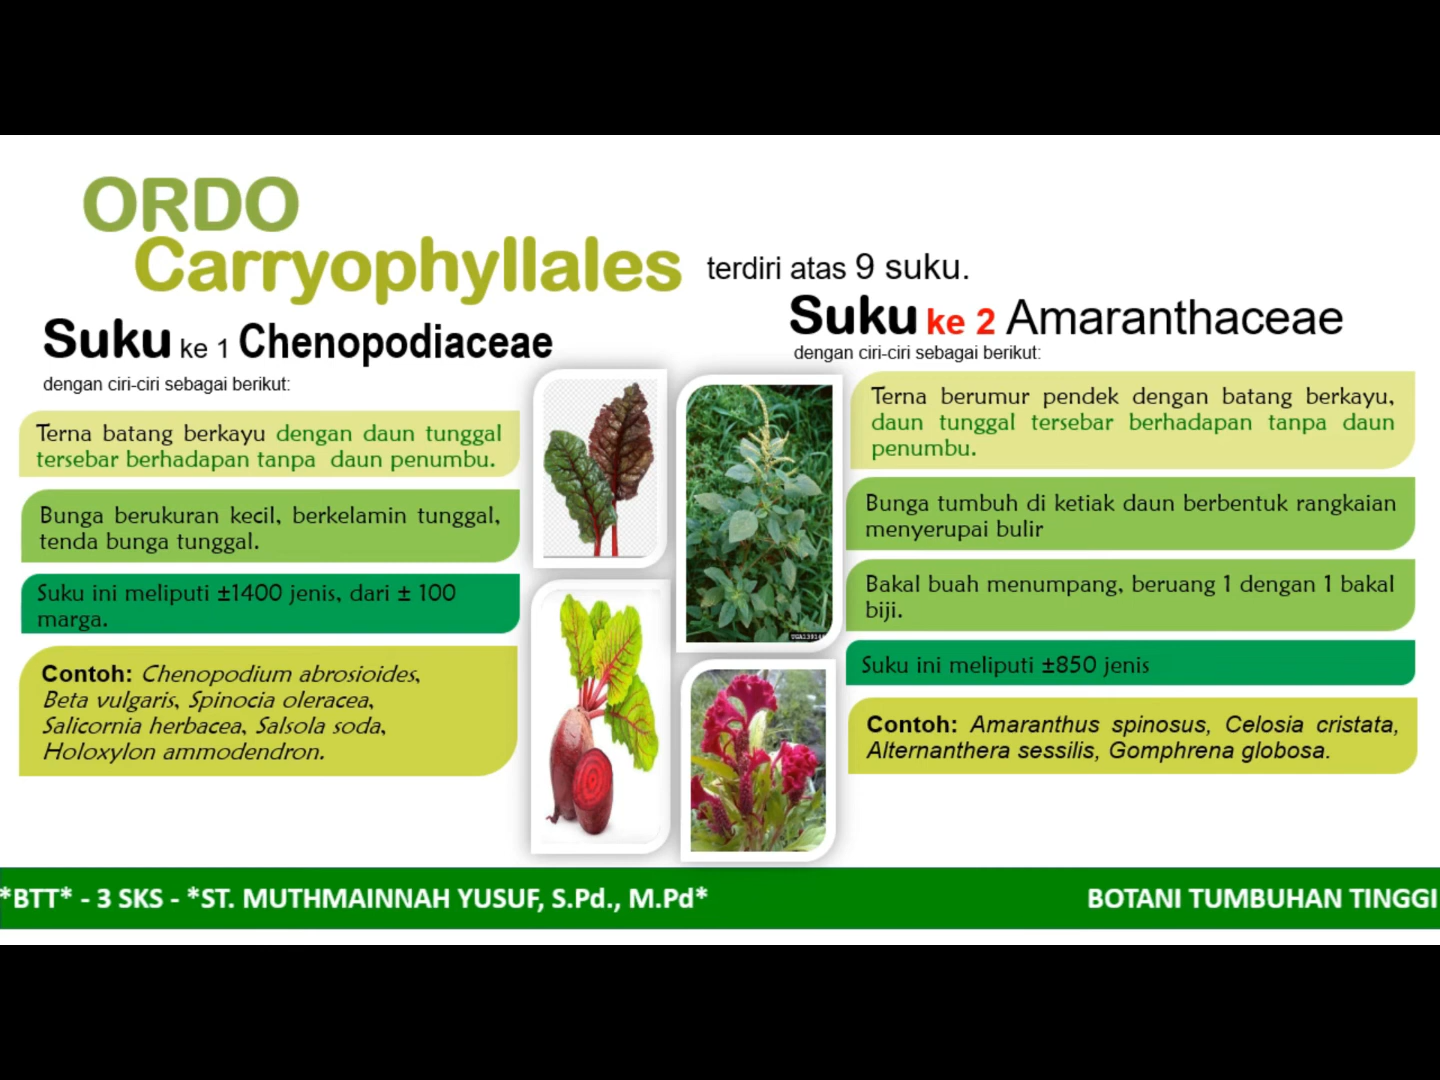 ORDO
Carryophyllales terdiri atas 9 suku.
Suku ke 1 Chenopodiaceae
dengan ciri-ciri sebagai berikut:
Terna batang berkayu dengan daun tunggal
tersebar berhadapan tanpa daun penumbu.
Bunga berukuran kecil, berkelamin tunggal,
tenda bunga tunggal.
Suku ini meliputi ±1400 jenis, dari ± 100
marga.
Contoh: Chenopodium abrosioides,
Beta vulgaris, Spinocia oleracea,
Salicornia herbacea, Salsola soda,
Holoxylon ammodendron.
Suku ke 2 Amaranthaceae
dengan ciri-ciri sebagai berikut:
Terna berumur pendek dengan batang berkayu,
daun tunggal tersebar berhadapan tanpa daun
penumbu.
Bunga tumbuh di ketiak daun berbentuk rangkaian
menyerupai bulir
Bakal buah menumpang, beruang 1 dengan 1 bakal
biji.
Suku ini meliputi ±850 jenis
Contoh: Amaranthus spinosus, Celosia cristata,
Alternanthera sessilis, Gomphrena globosa.
*BTT* - 3 SKS - *ST. MUTHMAINNAH YUSUF, S.Pd., M.Pd*
BOTANI TUMBUHAN TINGGI